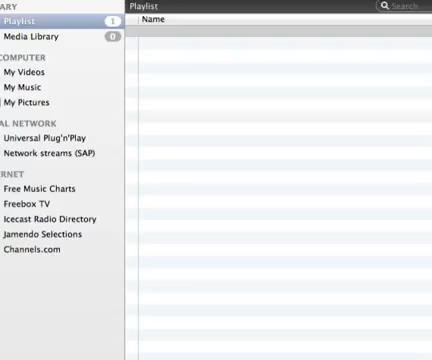 ARY
Playlist
1
Media Library
0
COMPUTER
My Videos
My Music
My Pictures
AL NETWORK
Universal Plug'n'Play
Network streams (SAP)
RNET
Free Music Charts
Freebox TV
Icecast Radio Directory
Jamendo Selections
Channels.com
Playlist
Search
Name